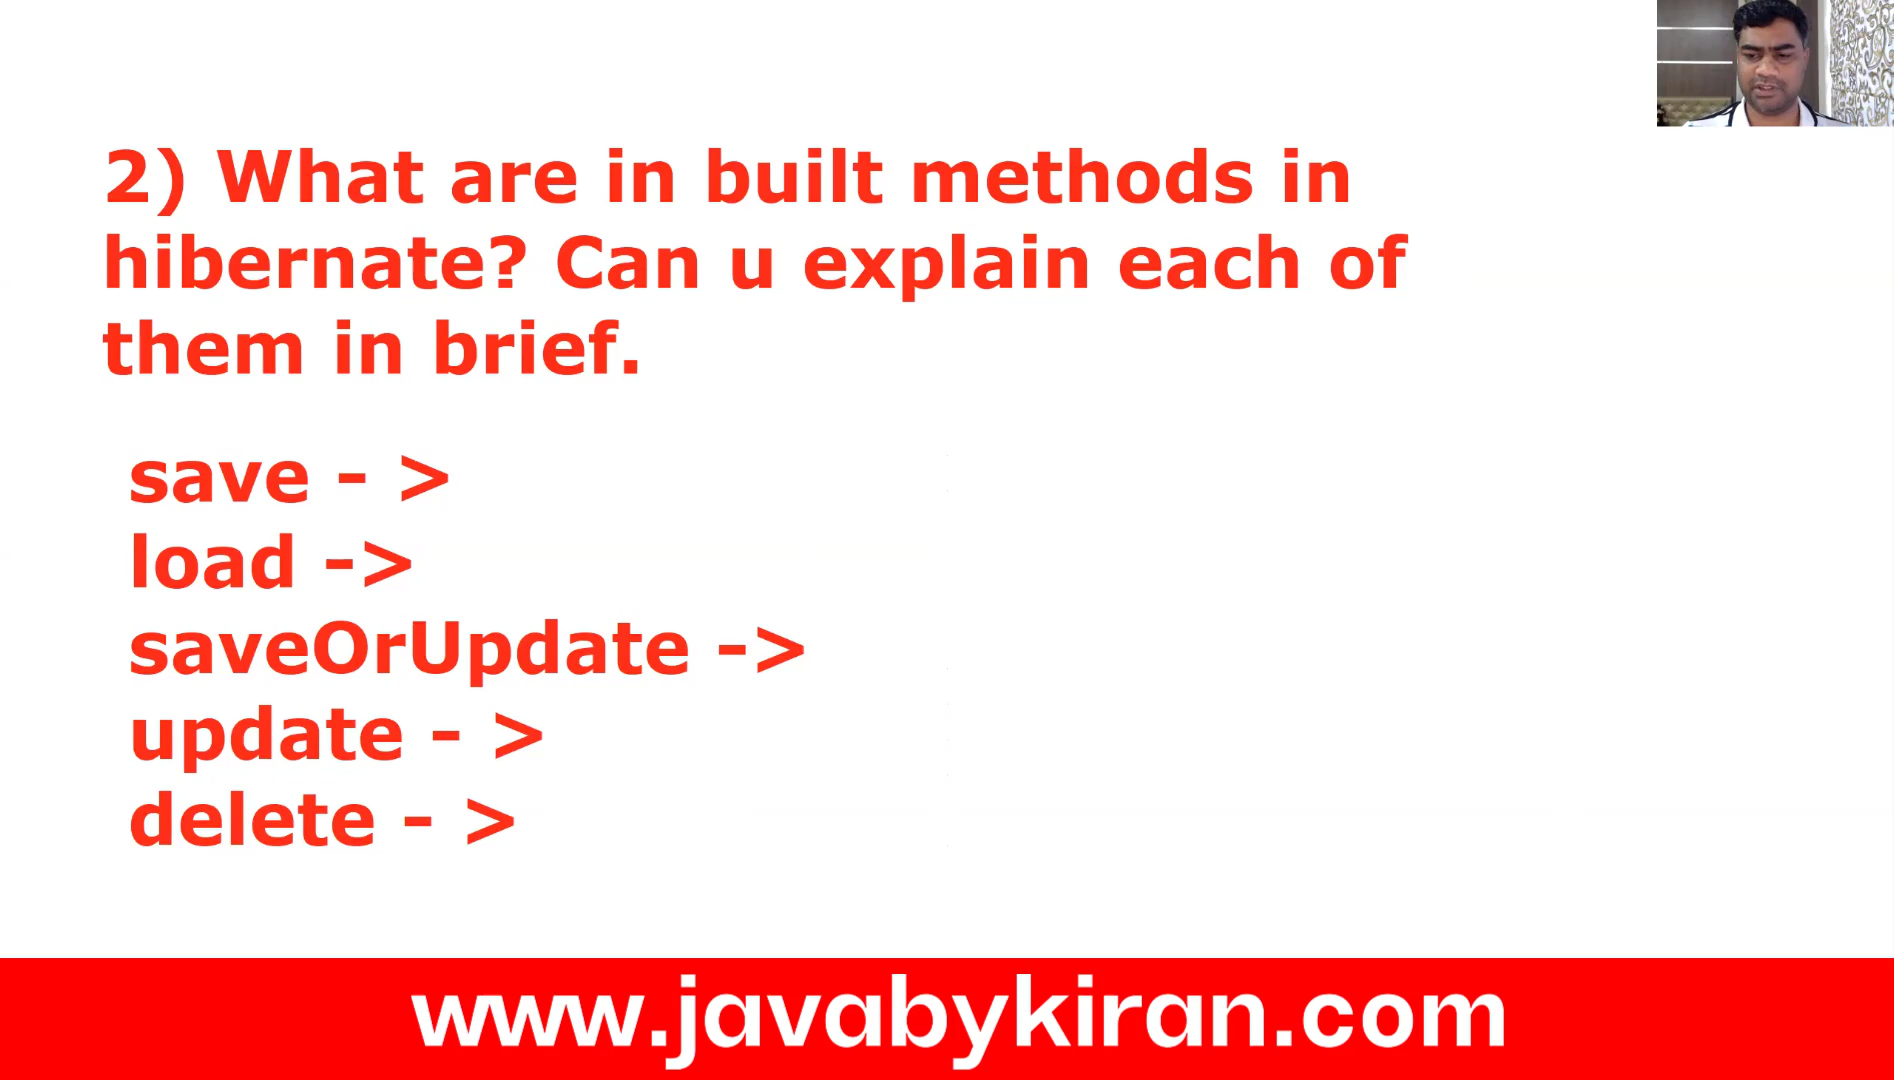 2) What are in built methods in
hibernate? Can u explain each of
them in brief.
save - >
load ->
saveOrUpdate ->
update - >
delete - >
www.javabykiran.com